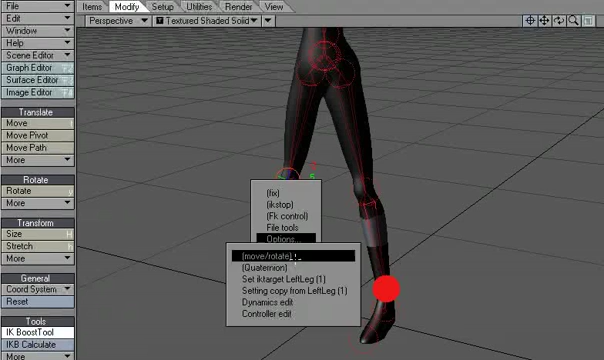 File
Items
Modify
Setup
Utilities
Render
View
Edit
Perspective
Textured Shaded Solid
Window
Help
Scene Editor
Graph Editor
Surface Editor
Image Editor
Translate
Move
Move Pivot
Move Path
More
Rotate
Rotate
More
Transform
Size
Stretch
More
General
Coord System
Reset
Tools
IK BoostTool
IKB Calculate
More
(fix)
(ikstop)
(Fk control)
File tools
Options...
(move/rotate)
(Quaternion)
Set iktarget LeftLeg (1)
Setting copy from LeftLeg (1)
Dynamics edit
Controller edit